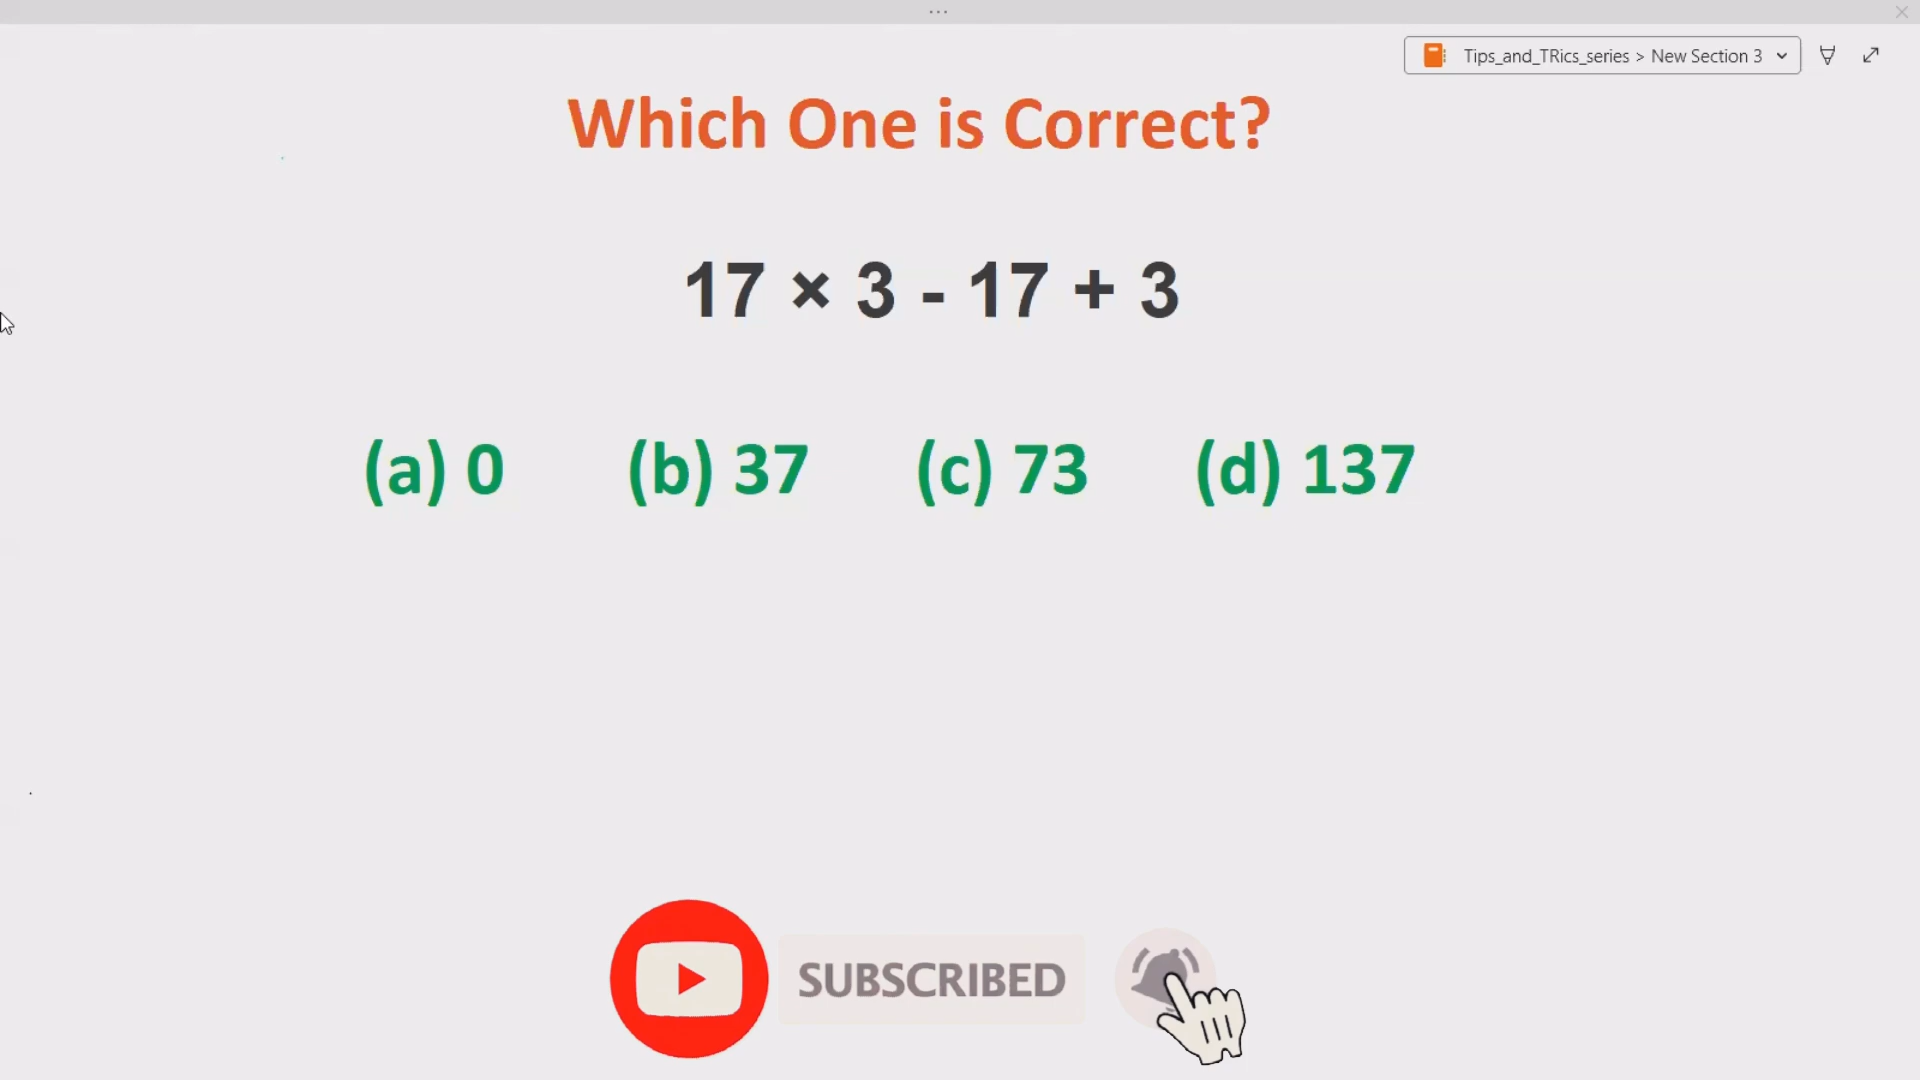 Tips_and_TRics_series > New Section 3
Which One is Correct?
17 × 3 - 17 + 3
(a) 0 (b) 37 (c) 73 (d) 137
SUBSCRIBED